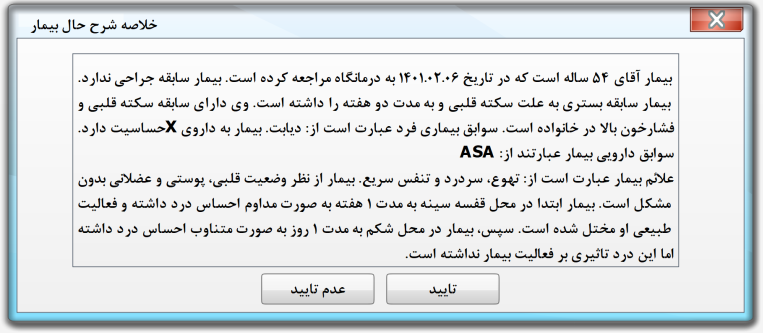 خلاصه شرح حال بیمار
بیمار آقای ۵۴ ساله است که در تاریخ ۱۴۰۱.۰۲.۰۶ به درمانگاه مراجعه کرده است. بیمار سابقه جراحی ندارد.
بیمار سابقه بستری به علت سکته قلبی و به مدت دو هفته را داشته است. وی دارای سابقه سکته قلبی و
فشارخون بالا در خانواده است. سوابق بیماری فرد عبارت است از: دیابت. بیمار به داروی Xحساسیت دارد.
سوابق دارویی بیمار عبارتند از: ASA
علائم بیمار عبارت است از: تهوع، سردرد و تنفس سریع. بیمار از نظر وضعیت قلبی، پوستی و عضلانی بدون
مشکل است. بیمار ابتدا در محل قفسه سینه به مدت ۱ هفته به صورت مداوم احساس درد داشته و فعالیت
طبیعی او مختل شده است. سپس، بیمار در محل شکم به مدت ۱ روز به صورت متناوب احساس درد داشته
اما این درد تاثیری بر فعالیت بیمار نداشته است.
تایید
عدم تایید